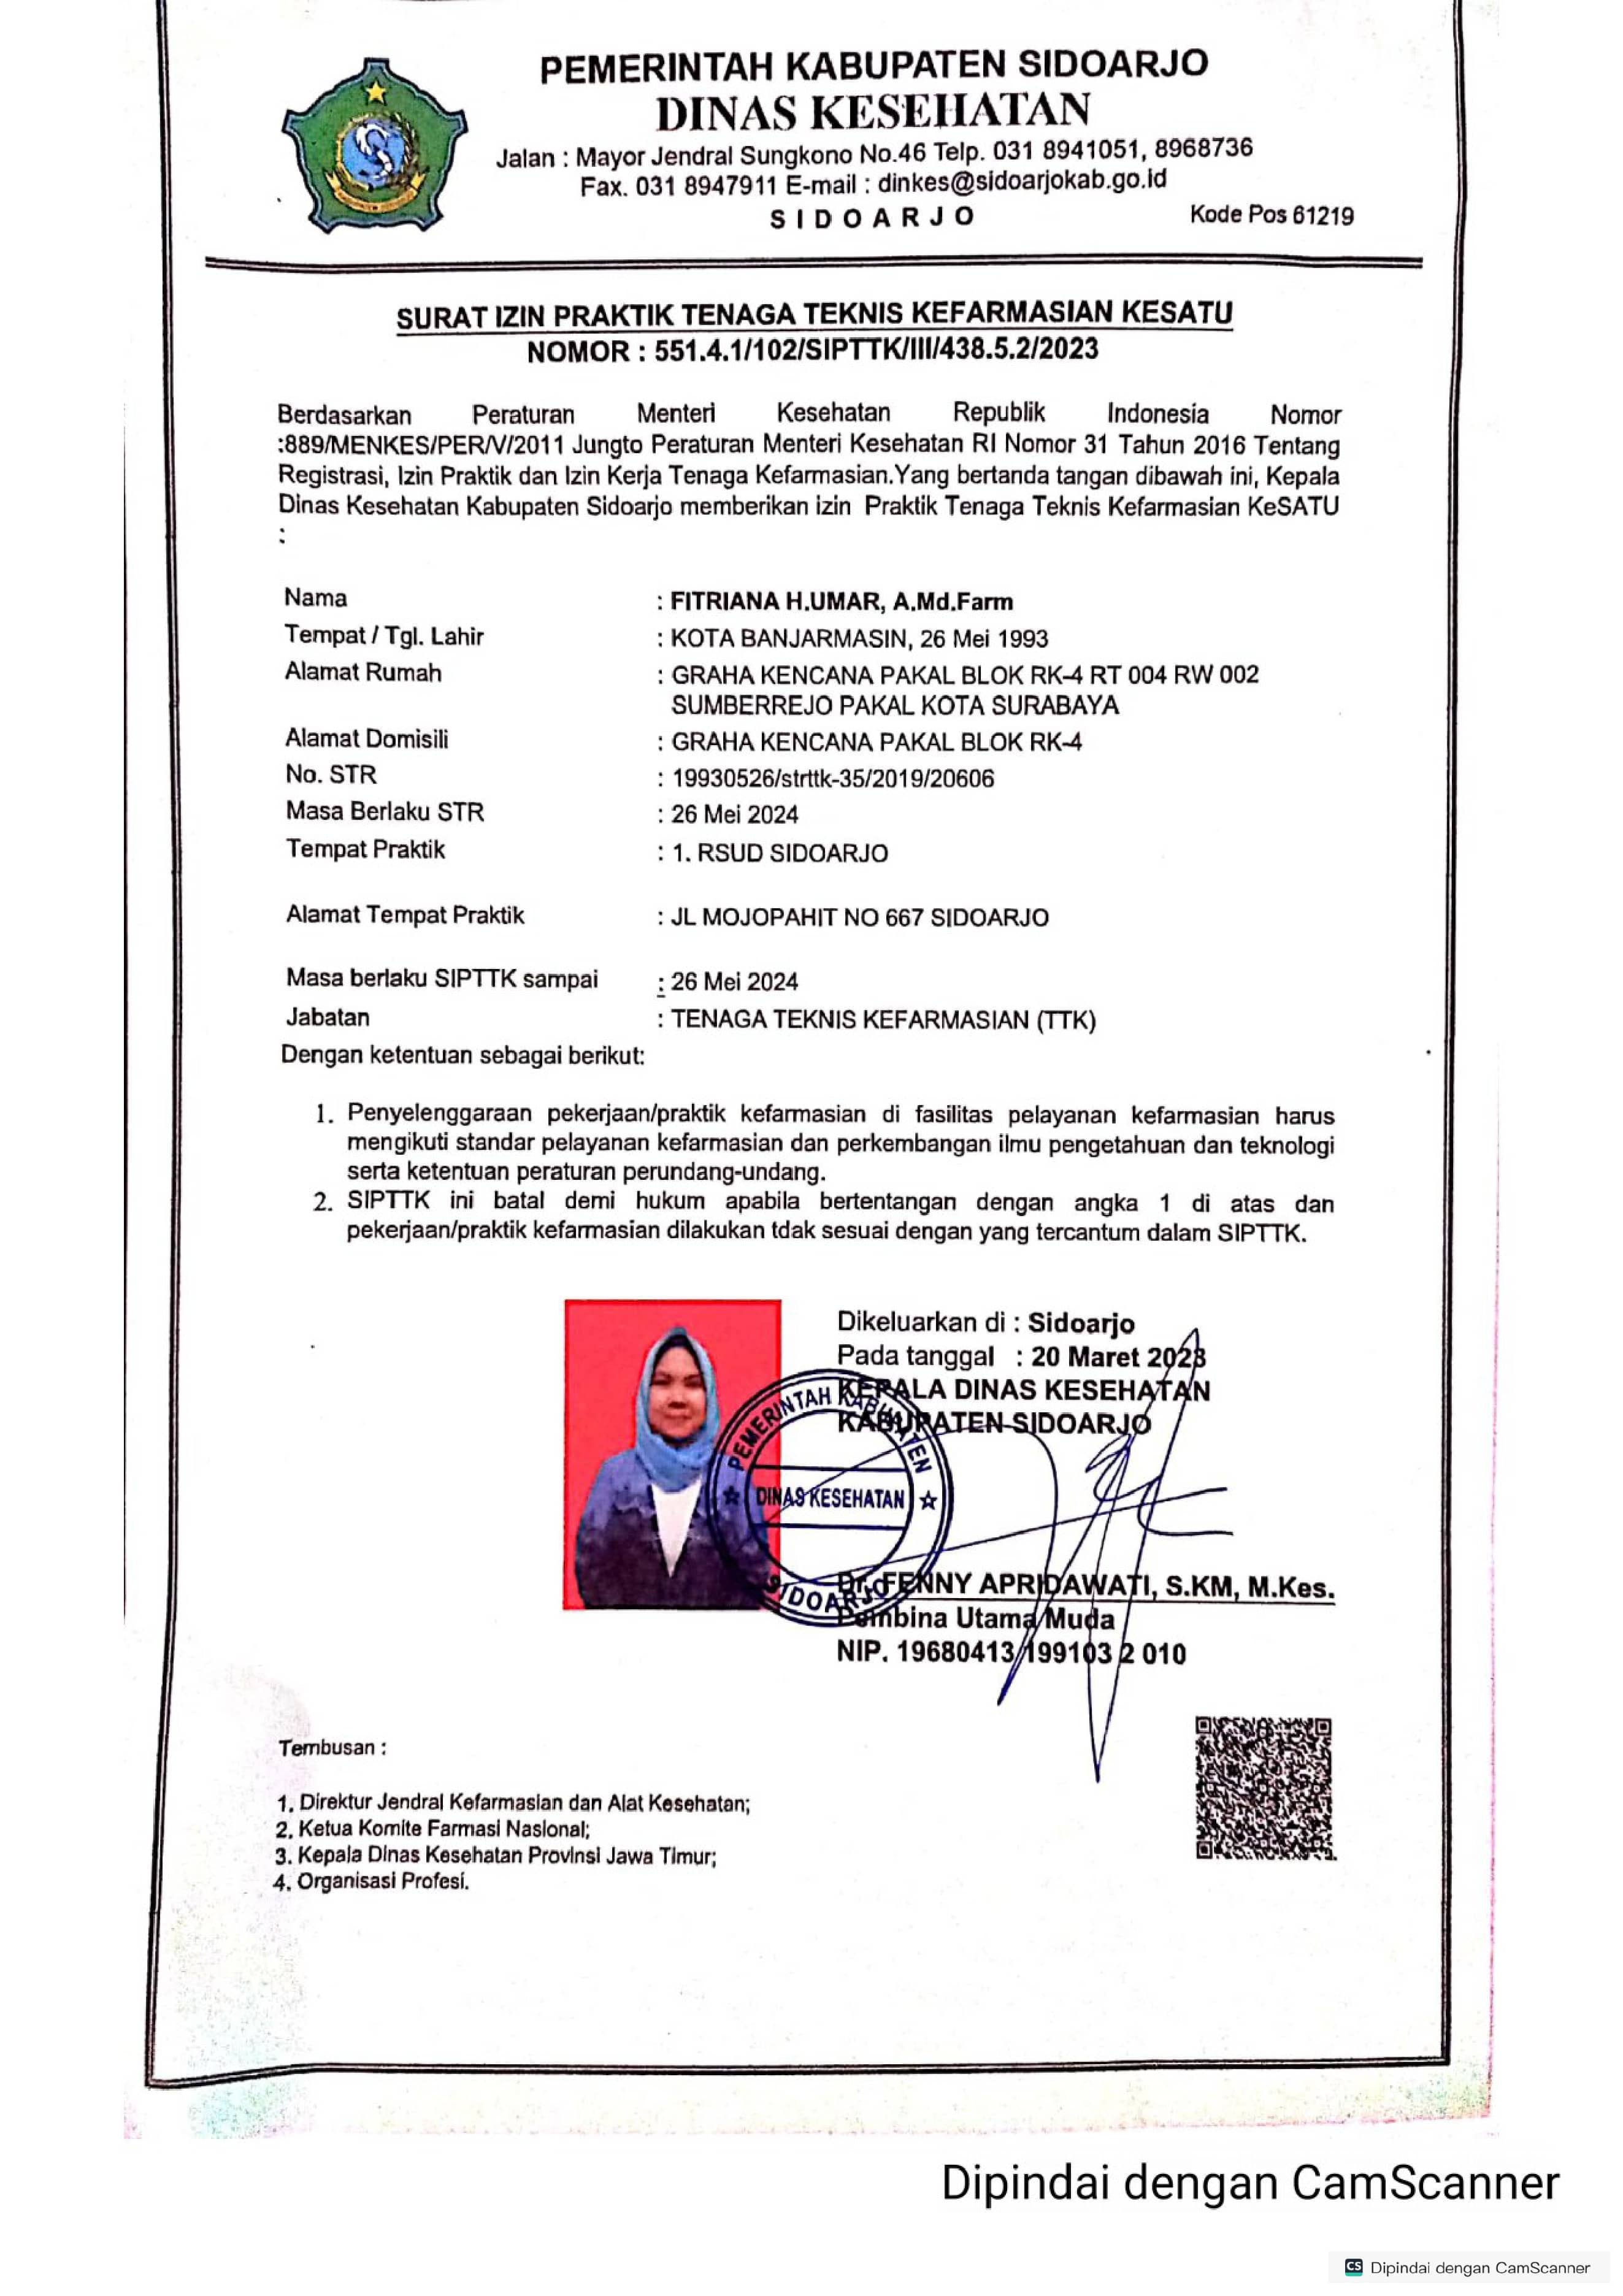 PEMERINTAH KABUPATEN SIDOARJO
DINAS KESEHATAN
Jalan : Mayor Jendral Sungkono No.46 Telp. 031 8941051, 8968736
Fax. 031 8947911 E-mail : dinkes@sidoarjokab.go.id
SIDOARJO
Kode Pos 61219
SURAT IZIN PRAKTIK TENAGA TEKNIS KEFARMASIAN KESATU
NOMOR : 551.4.1/102/SIPTTK/III/438.5.2/2023
Berdasarkan Peraturan Menteri Kesehatan Republik Indonesia Nomor
:889/MENKES/PER/V/2011 Jungto Peraturan Menteri Kesehatan RI Nomor 31 Tahun 2016 Tentang
Registrasi, Izin Praktik dan Izin Kerja Tenaga Kefarmasian.Yang bertanda tangan dibawah ini, Kepala
Dinas Kesehatan Kabupaten Sidoarjo memberikan izin Praktik Tenaga Teknis Kefarmasian KeSATU
:
Nama : FITRIANA H.UMAR, A.Md.Farm
Tempat / Tgl. Lahir : KOTA BANJARMASIN, 26 Mei 1993
Alamat Rumah : GRAHA KENCANA PAKAL BLOK RK-4 RT 004 RW 002
SUMBERREJO PAKAL KOTA SURABAYA
Alamat Domisili : GRAHA KENCANA PAKAL BLOK RK-4
No. STR : 19930526/strttk-35/2019/20606
Masa Berlaku STR : 26 Mei 2024
Tempat Praktik : 1. RSUD SIDOARJO
Alamat Tempat Praktik : JL MOJOPAHIT NO 667 SIDOARJO
Masa berlaku SIPTTK sampai : 26 Mei 2024
Jabatan : TENAGA TEKNIS KEFARMASIAN (TTK)
Dengan ketentuan sebagai berikut:
1. Penyelenggaraan pekerjaan/praktik kefarmasian di fasilitas pelayanan kefarmasian harus
mengikuti standar pelayanan kefarmasian dan perkembangan ilmu pengetahuan dan teknologi
serta ketentuan peraturan perundang-undang.
2. SIPTTK ini batal demi hukum apabila bertentangan dengan angka 1 di atas dan
pekerjaan/praktik kefarmasian dilakukan tdak sesuai dengan yang tercantum dalam SIPTTK.
Dikeluarkan di : Sidoarjo
Pada tanggal : 20 Maret 2023
KEPALA DINAS KESEHATAN
KABUPATEN SIDOARJO
PEMERINTAH KABUPATEN
DINAS KESEHATAN
SIDOARJO
Dr. FENNY APRIDAWATI, S.KM, M.Kes.
Pembina Utama Muda
NIP. 19680413 199103 2 010
Tembusan :
1. Direktur Jendral Kefarmasian dan Alat Kesehatan;
2. Ketua Komite Farmasi Nasional;
3. Kepala Dinas Kesehatan Provinsi Jawa Timur;
4. Organisasi Profesi.
Dipindai dengan CamScanner
CS Dipindai dengan CamScanner